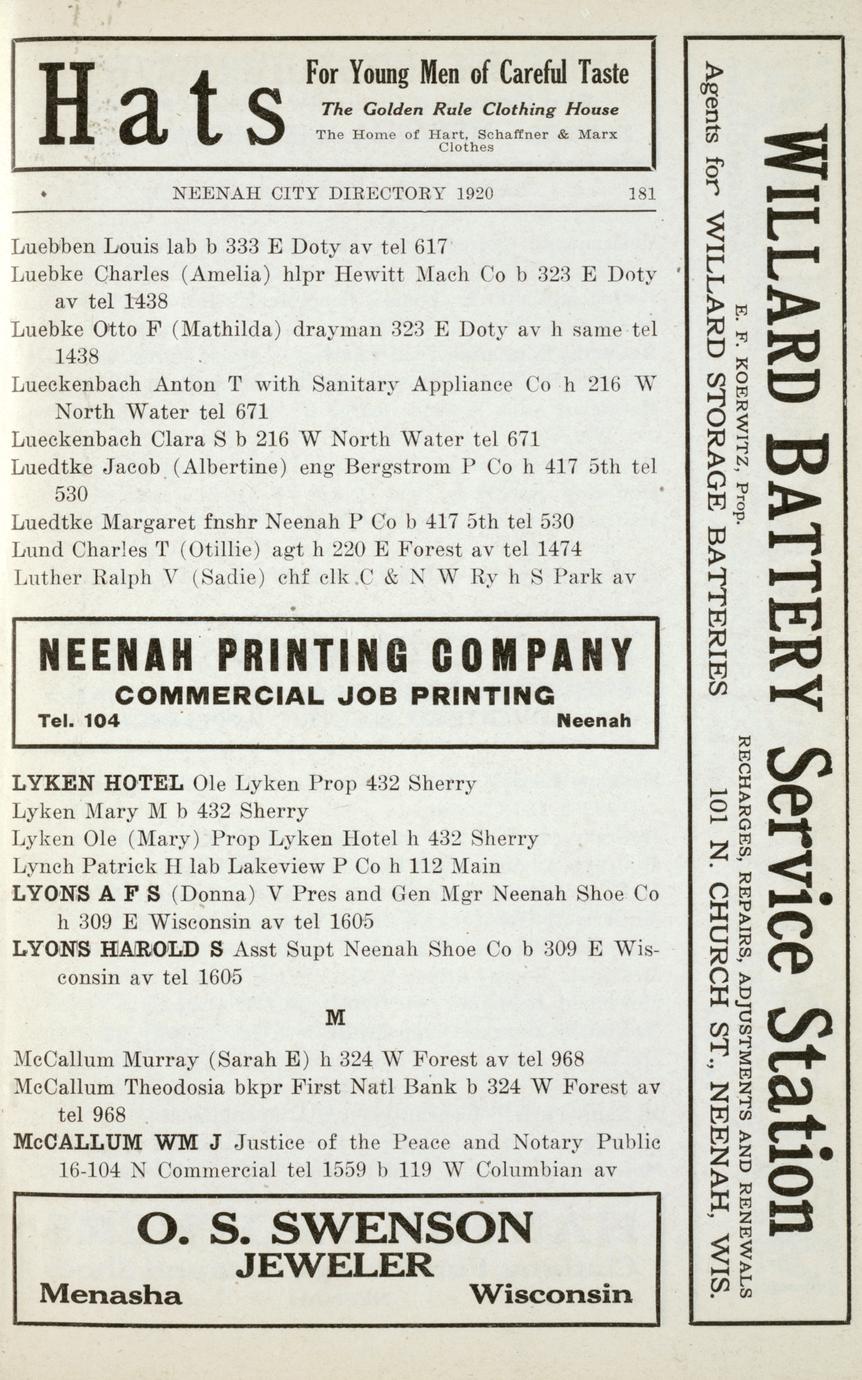 Hats
For Young Men of Careful Taste
The Golden Rule Clothing House
The Home of Hart, Schaffner & Marx
Clothes
NEENAH CITY DIRECTORY 1920 181
Luebben Louis lab b 333 E Doty av tel 617
Luebke Charles (Amelia) hlpr Hewitt Mach Co b 323 E Doty
av tel 1438
Luebke Otto F (Mathilda) drayman 323 E Doty av h same tel
1438
Lueckenbach Anton T with Sanitary Appliance Co h 216 W
North Water tel 671
Lueckenbach Clara S b 216 W North Water tel 671
Luedtke Jacob (Albertine) eng Bergstrom P Co h 417 5th tel
530
Luedtke Margaret fnshr Neenah P Co b 417 5th tel 530
Lund Charles T (Otillie) agt h 220 E Forest av tel 1474
Luther Ralph V (Sadie) chf clk C & N W Ry h S Park av
NEENAH PRINTING COMPANY
COMMERCIAL JOB PRINTING
Tel. 104 Neenah
LYKEN HOTEL Ole Lyken Prop 432 Sherry
Lyken Mary M b 432 Sherry
Lyken Ole (Mary) Prop Lyken Hotel h 432 Sherry
Lynch Patrick H lab Lakeview P Co h 112 Main
LYONS A F S (Donna) V Pres and Gen Mgr Neenah Shoe Co
h 309 E Wisconsin av tel 1605
LYONS HAROLD S Asst Supt Neenah Shoe Co b 309 E Wis-
consin av tel 1605
M
McCallum Murray (Sarah E) h 324 W Forest av tel 968
McCallum Theodosia bkpr First Natl Bank b 324 W Forest av
tel 968
McCALLUM WM J Justice of the Peace and Notary Public
16-104 N Commercial tel 1559 b 119 W Columbian av
O. S. SWENSON
JEWELER
Menasha Wisconsin
WILLARD BATTERY Service Station
E. F. KOERWITZ, Prop. RECHARGES, REPAIRS, ADJUSTMENTS AND RENEWALS
Agents for WILLARD STORAGE BATTERIES 101 N. CHURCH ST., NEENAH, WIS.